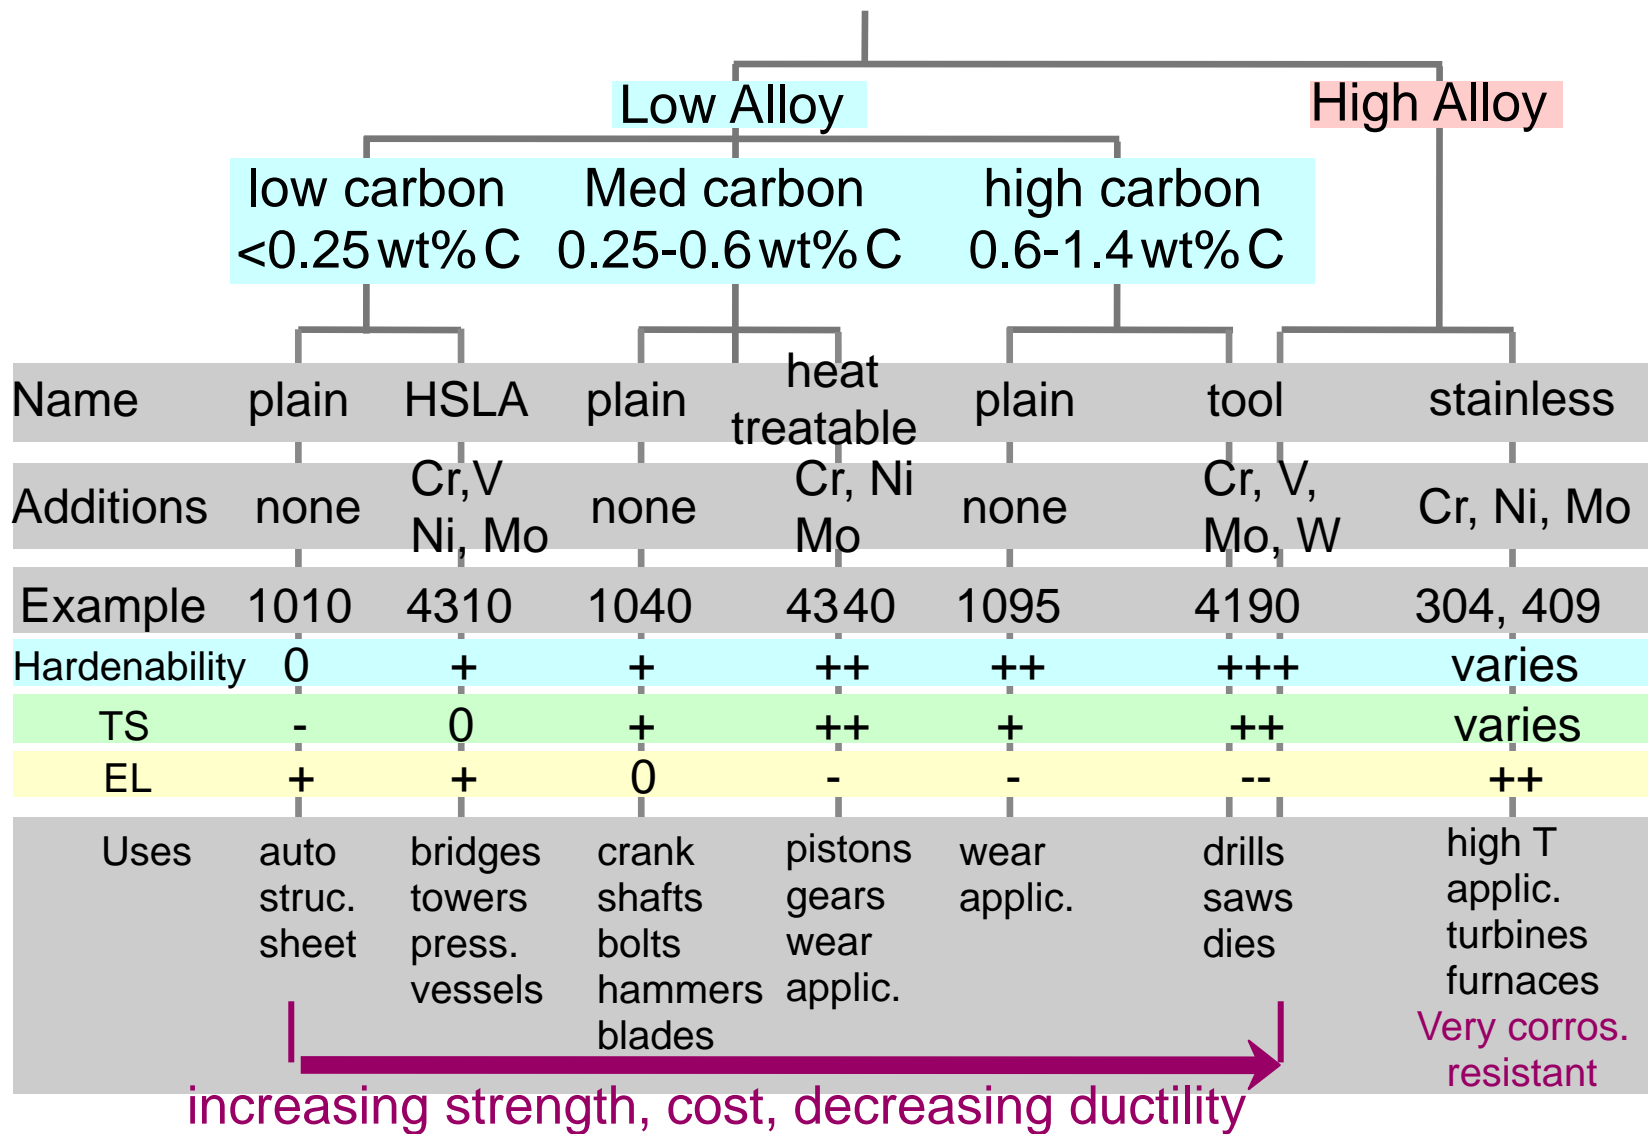 Low Alloy High Alloy
low carbon Med carbon high carbon
<0.25 wt% C 0.25-0.6 wt% C 0.6-1.4 wt% C
Name plain HSLA plain heat treatable plain tool stainless
Additions none Cr,V Ni, Mo none Cr, Ni Mo none Cr, V, Mo, W Cr, Ni, Mo
Example 1010 4310 1040 4340 1095 4190 304, 409
Hardenability 0 + + ++ ++ +++ varies
TS - 0 + ++ + ++ varies
EL + + 0 - - -- ++
Uses
auto
struc.
sheet
bridges
towers
press.
vessels
crank
shafts
bolts
hammers
blades
pistons
gears
wear
applic.
wear
applic.
drills
saws
dies
high T
applic.
turbines
furnaces
Very corros.
resistant
increasing strength, cost, decreasing ductility